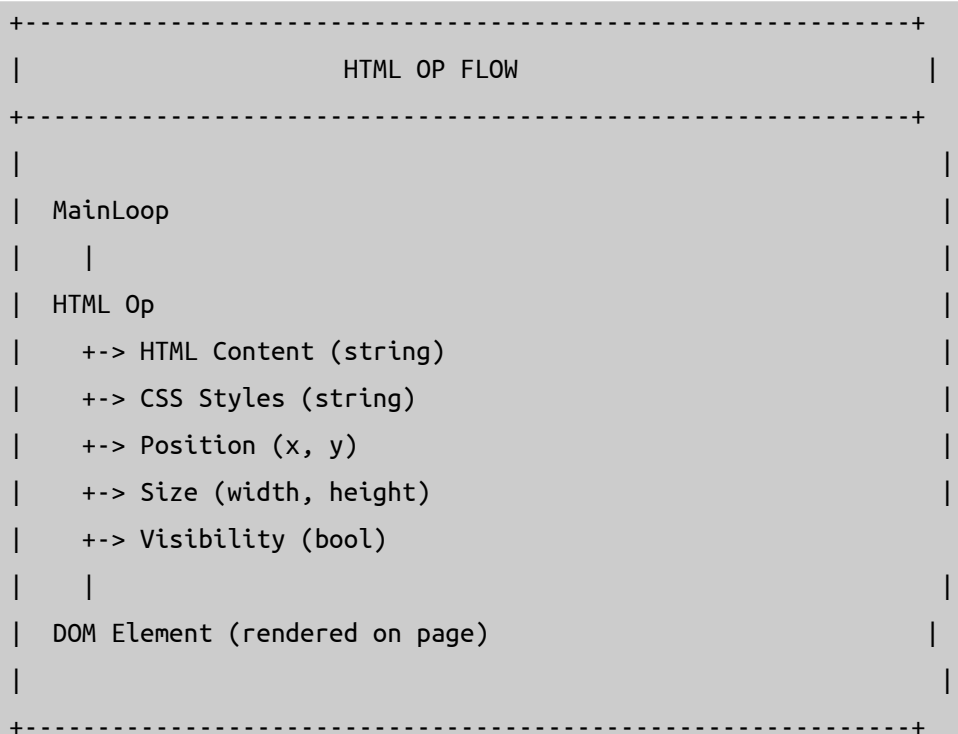 +-------------------------------------------------------------+
|                      HTML OP FLOW                            |
+-------------------------------------------------------------+
|                                                               |
|  MainLoop                                                     |
|    |                                                          |
|  HTML Op                                                      |
|    +-> HTML Content (string)                                  |
|    +-> CSS Styles (string)                                    |
|    +-> Position (x, y)                                        |
|    +-> Size (width, height)                                   |
|    +-> Visibility (bool)                                      |
|    |                                                          |
|  DOM Element (rendered on page)                              |
|                                                               |
+-------------------------------------------------------------+